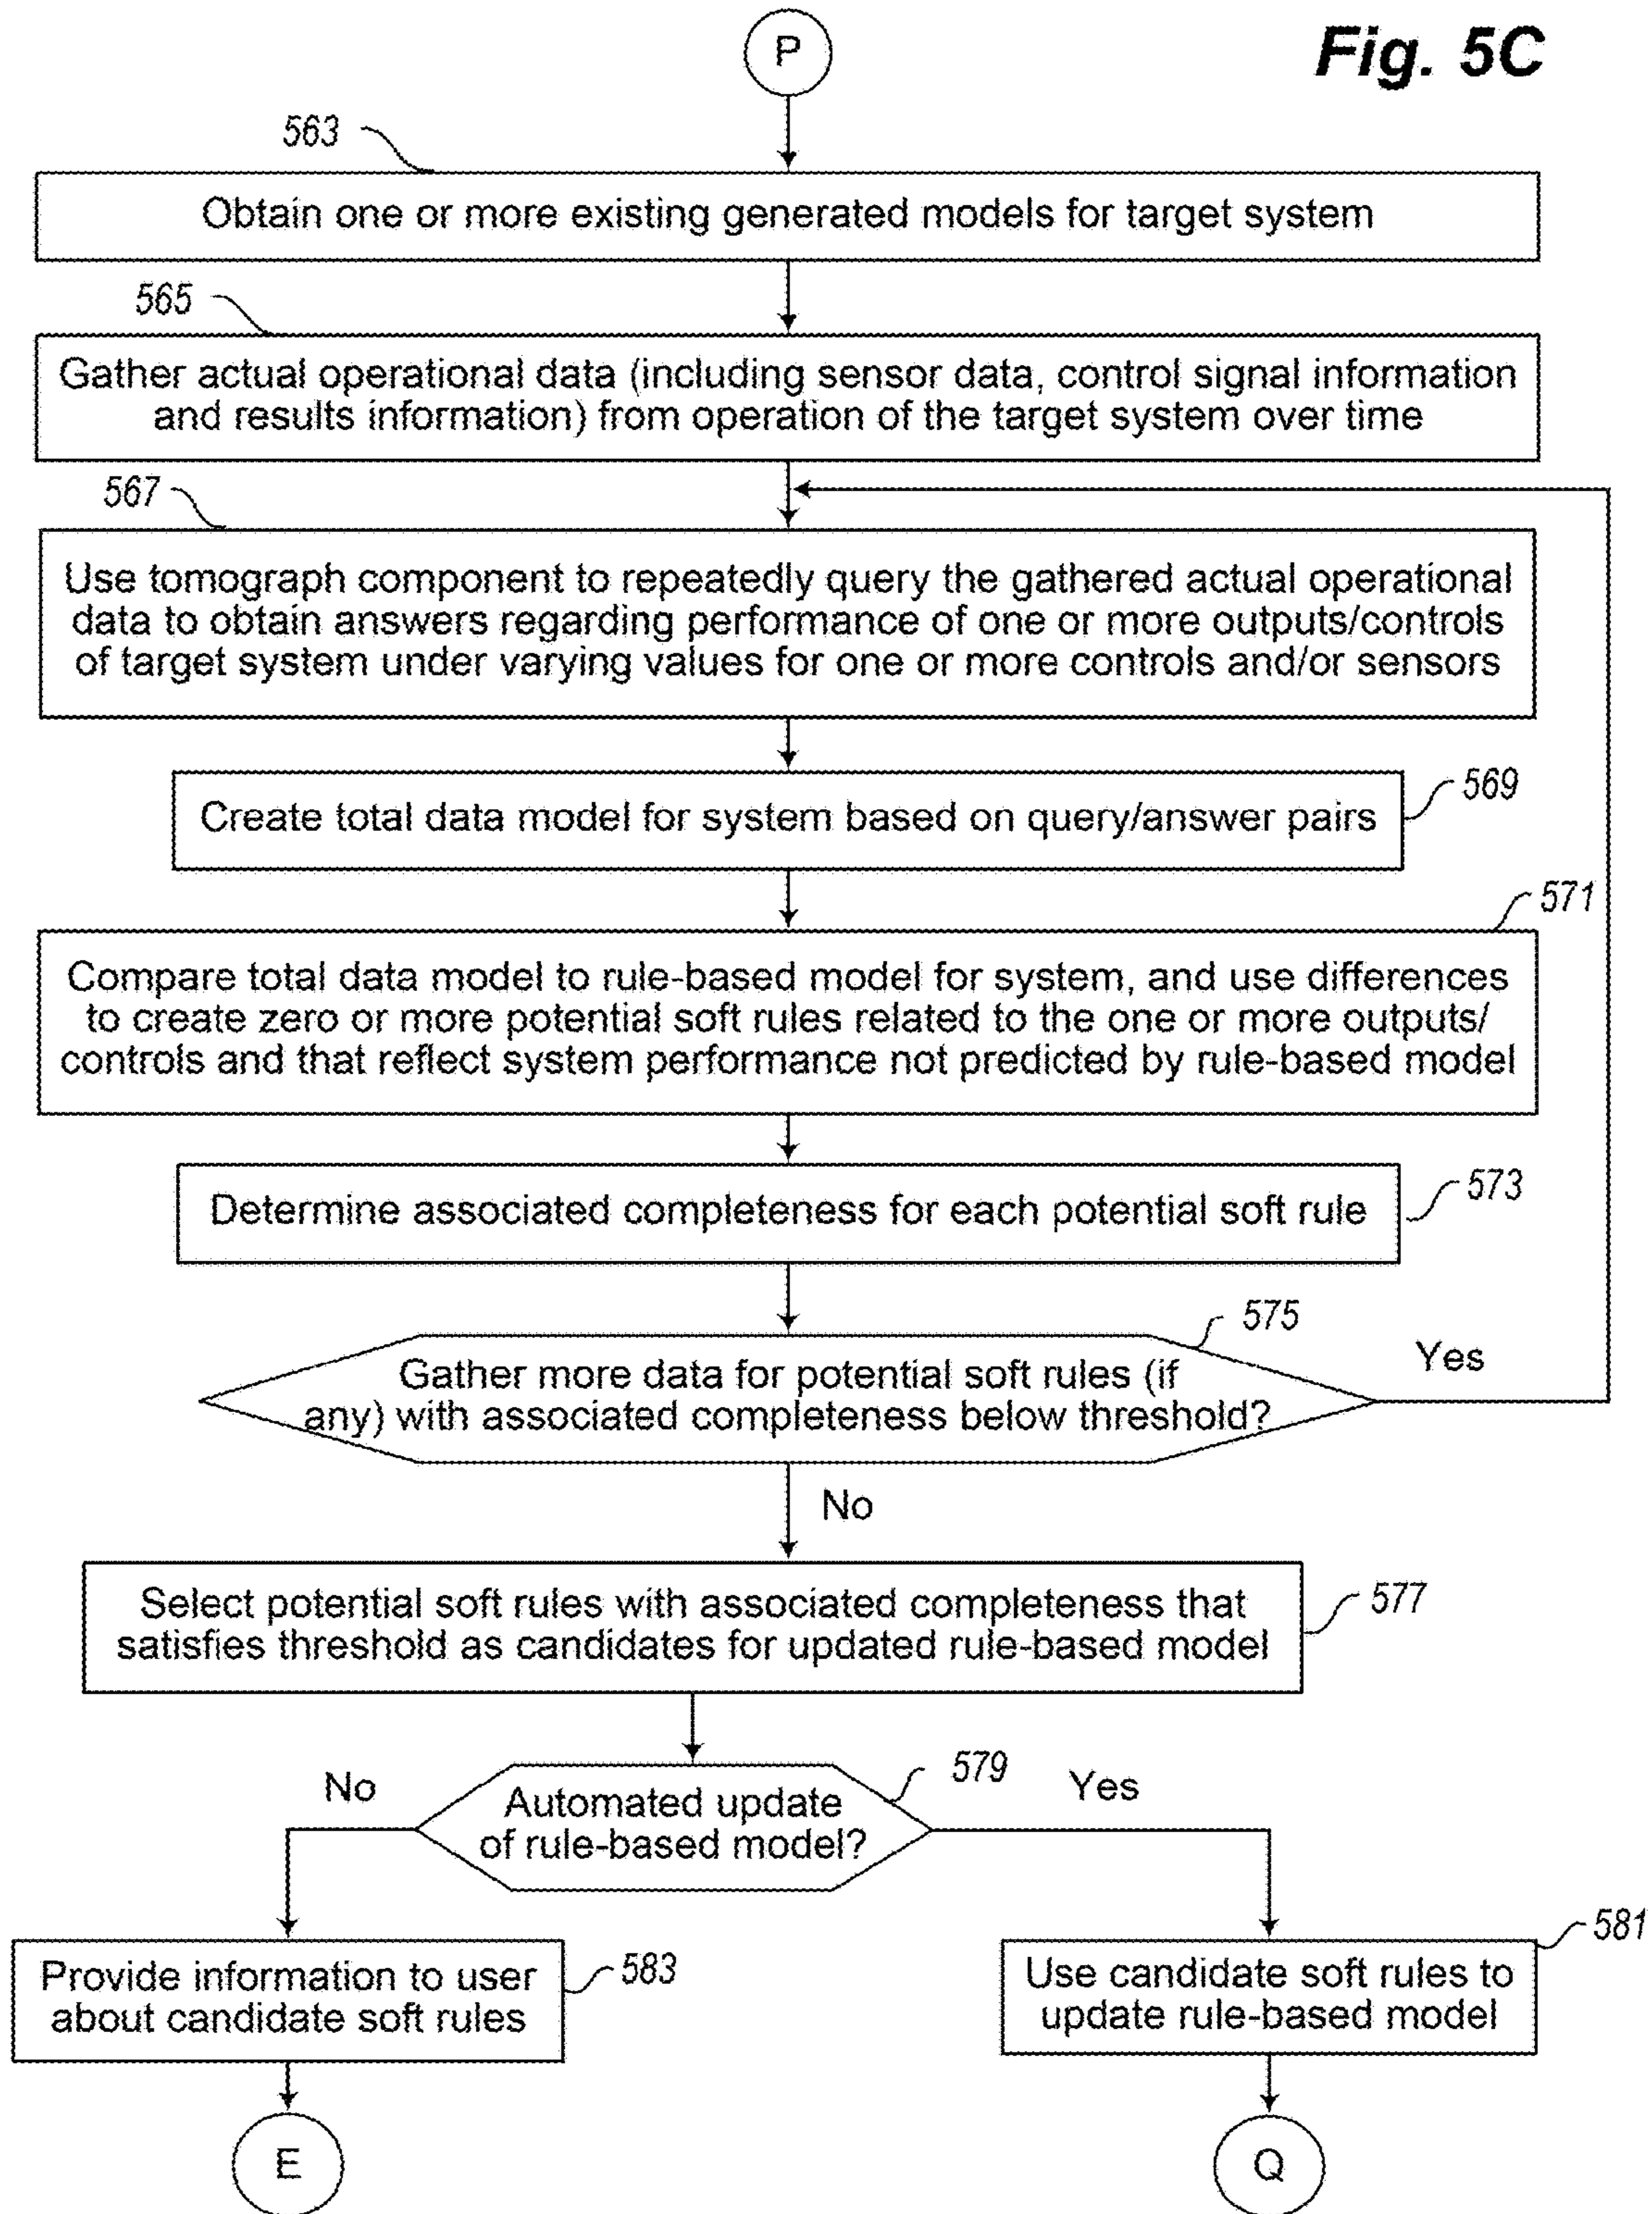 Fig. 5C
P
563
Obtain one or more existing generated models for target system
565
Gather actual operational data (including sensor data, control signal information
and results information) from operation of the target system over time
567
Use tomograph component to repeatedly query the gathered actual operational
data to obtain answers regarding performance of one or more outputs/controls
of target system under varying values for one or more controls and/or sensors
569
Create total data model for system based on query/answer pairs
571
Compare total data model to rule-based model for system, and use differences
to create zero or more potential soft rules related to the one or more outputs/
controls and that reflect system performance not predicted by rule-based model
573
Determine associated completeness for each potential soft rule
575
Gather more data for potential soft rules (if
any) with associated completeness below threshold?
Yes
No
Select potential soft rules with associated completeness that
satisfies threshold as candidates for updated rule-based model
577
579
No
Yes
Automated update
of rule-based model?
583
Provide information to user
about candidate soft rules
581
Use candidate soft rules to
update rule-based model
E
Q